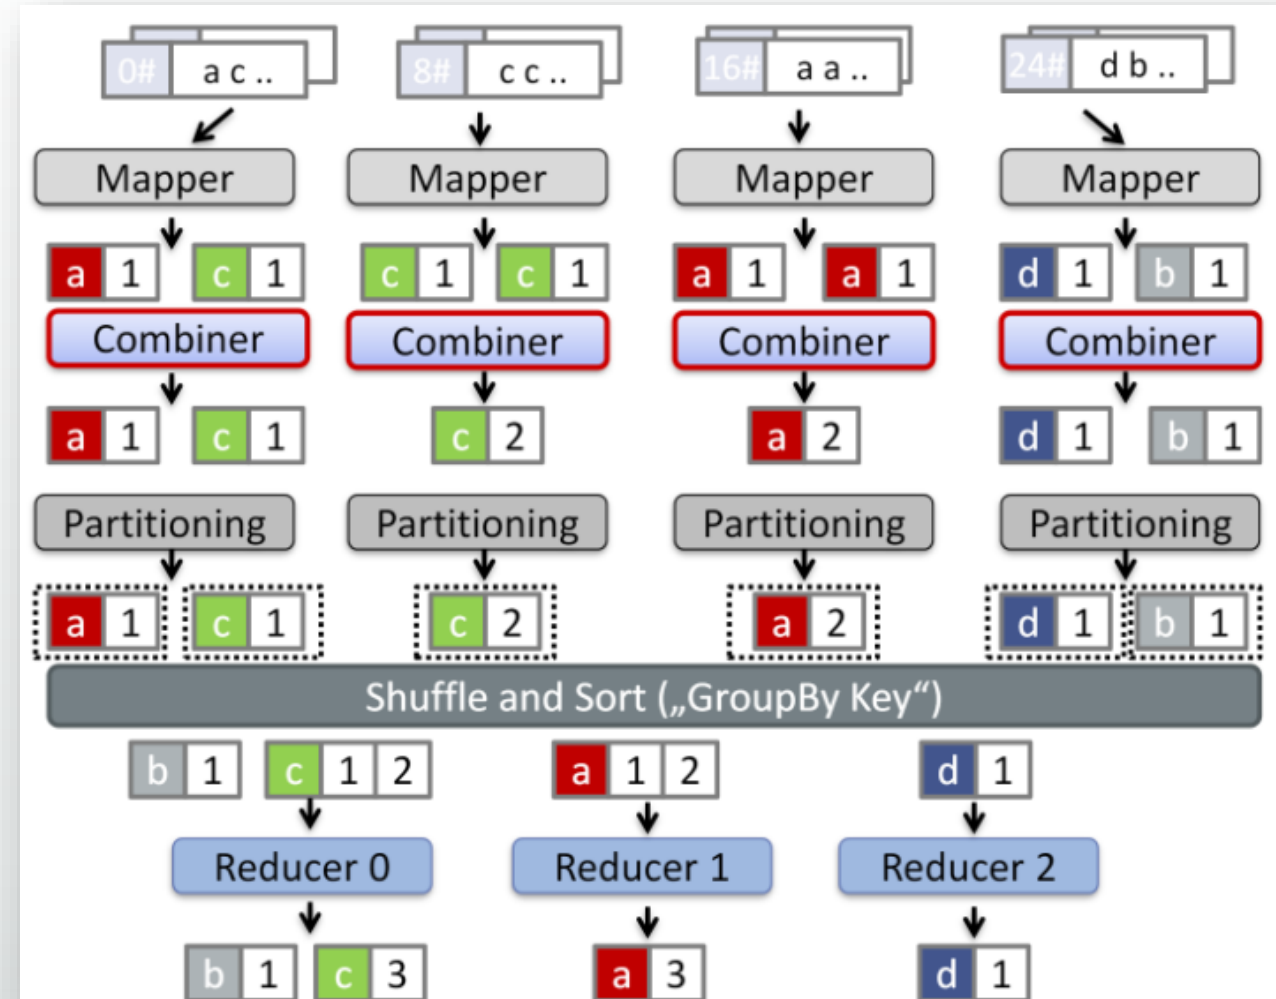 0# a c .. 8# c c .. 16# a a .. 24# d b ..
Mapper Mapper Mapper Mapper
a 1 c 1 c 1 c 1 a 1 a 1 d 1 b 1
Combiner Combiner Combiner Combiner
a 1 c 1 c 2 a 2 d 1 b 1
Partitioning Partitioning Partitioning Partitioning
a 1 c 1 c 2 a 2 d 1 b 1
Shuffle and Sort („GroupBy Key“)
b 1 c 1 2 a 1 2 d 1
Reducer 0 Reducer 1 Reducer 2
b 1 c 3 a 3 d 1